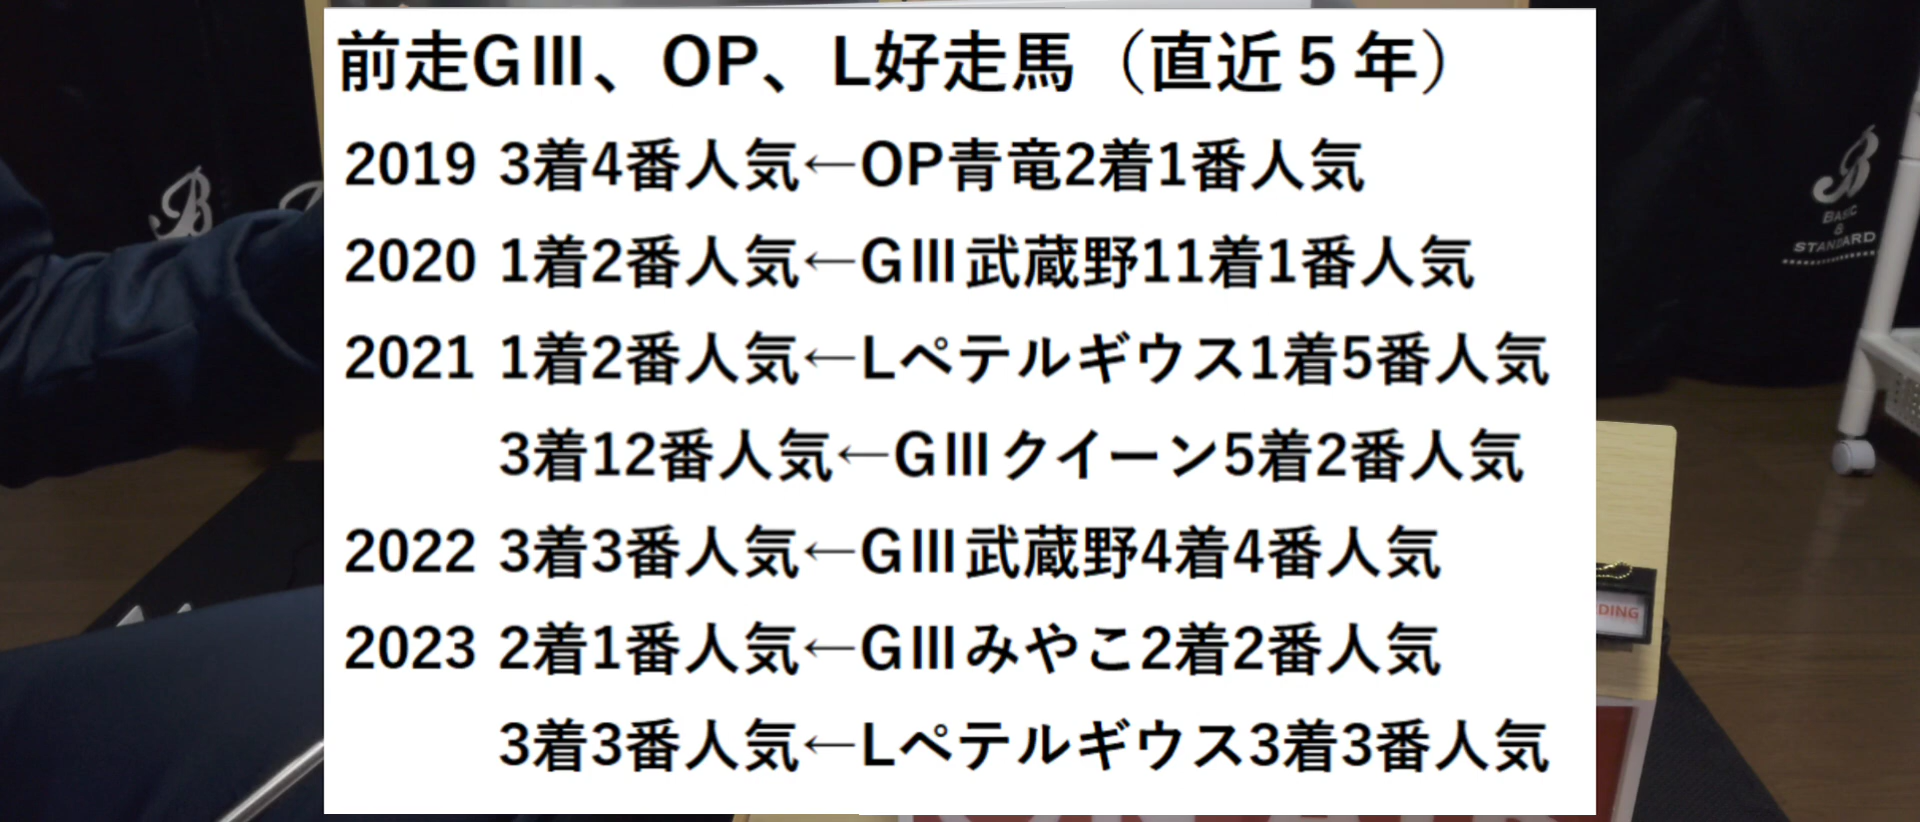 前走GⅢ、OP、L好走馬（直近５年）
2019 3着4番人気←OP青竜2着1番人気
2020 1着2番人気←GⅢ武蔵野11着1番人気
2021 1着2番人気←Lペテルギウス1着5番人気
3着12番人気←GⅢクイーン5着2番人気
2022 3着3番人気←GⅢ武蔵野4着4番人気
2023 2着1番人気←GⅢみやこ2着2番人気
3着3番人気←Lペテルギウス3着3番人気
B
B
BASIC
&
STANDARD
DING